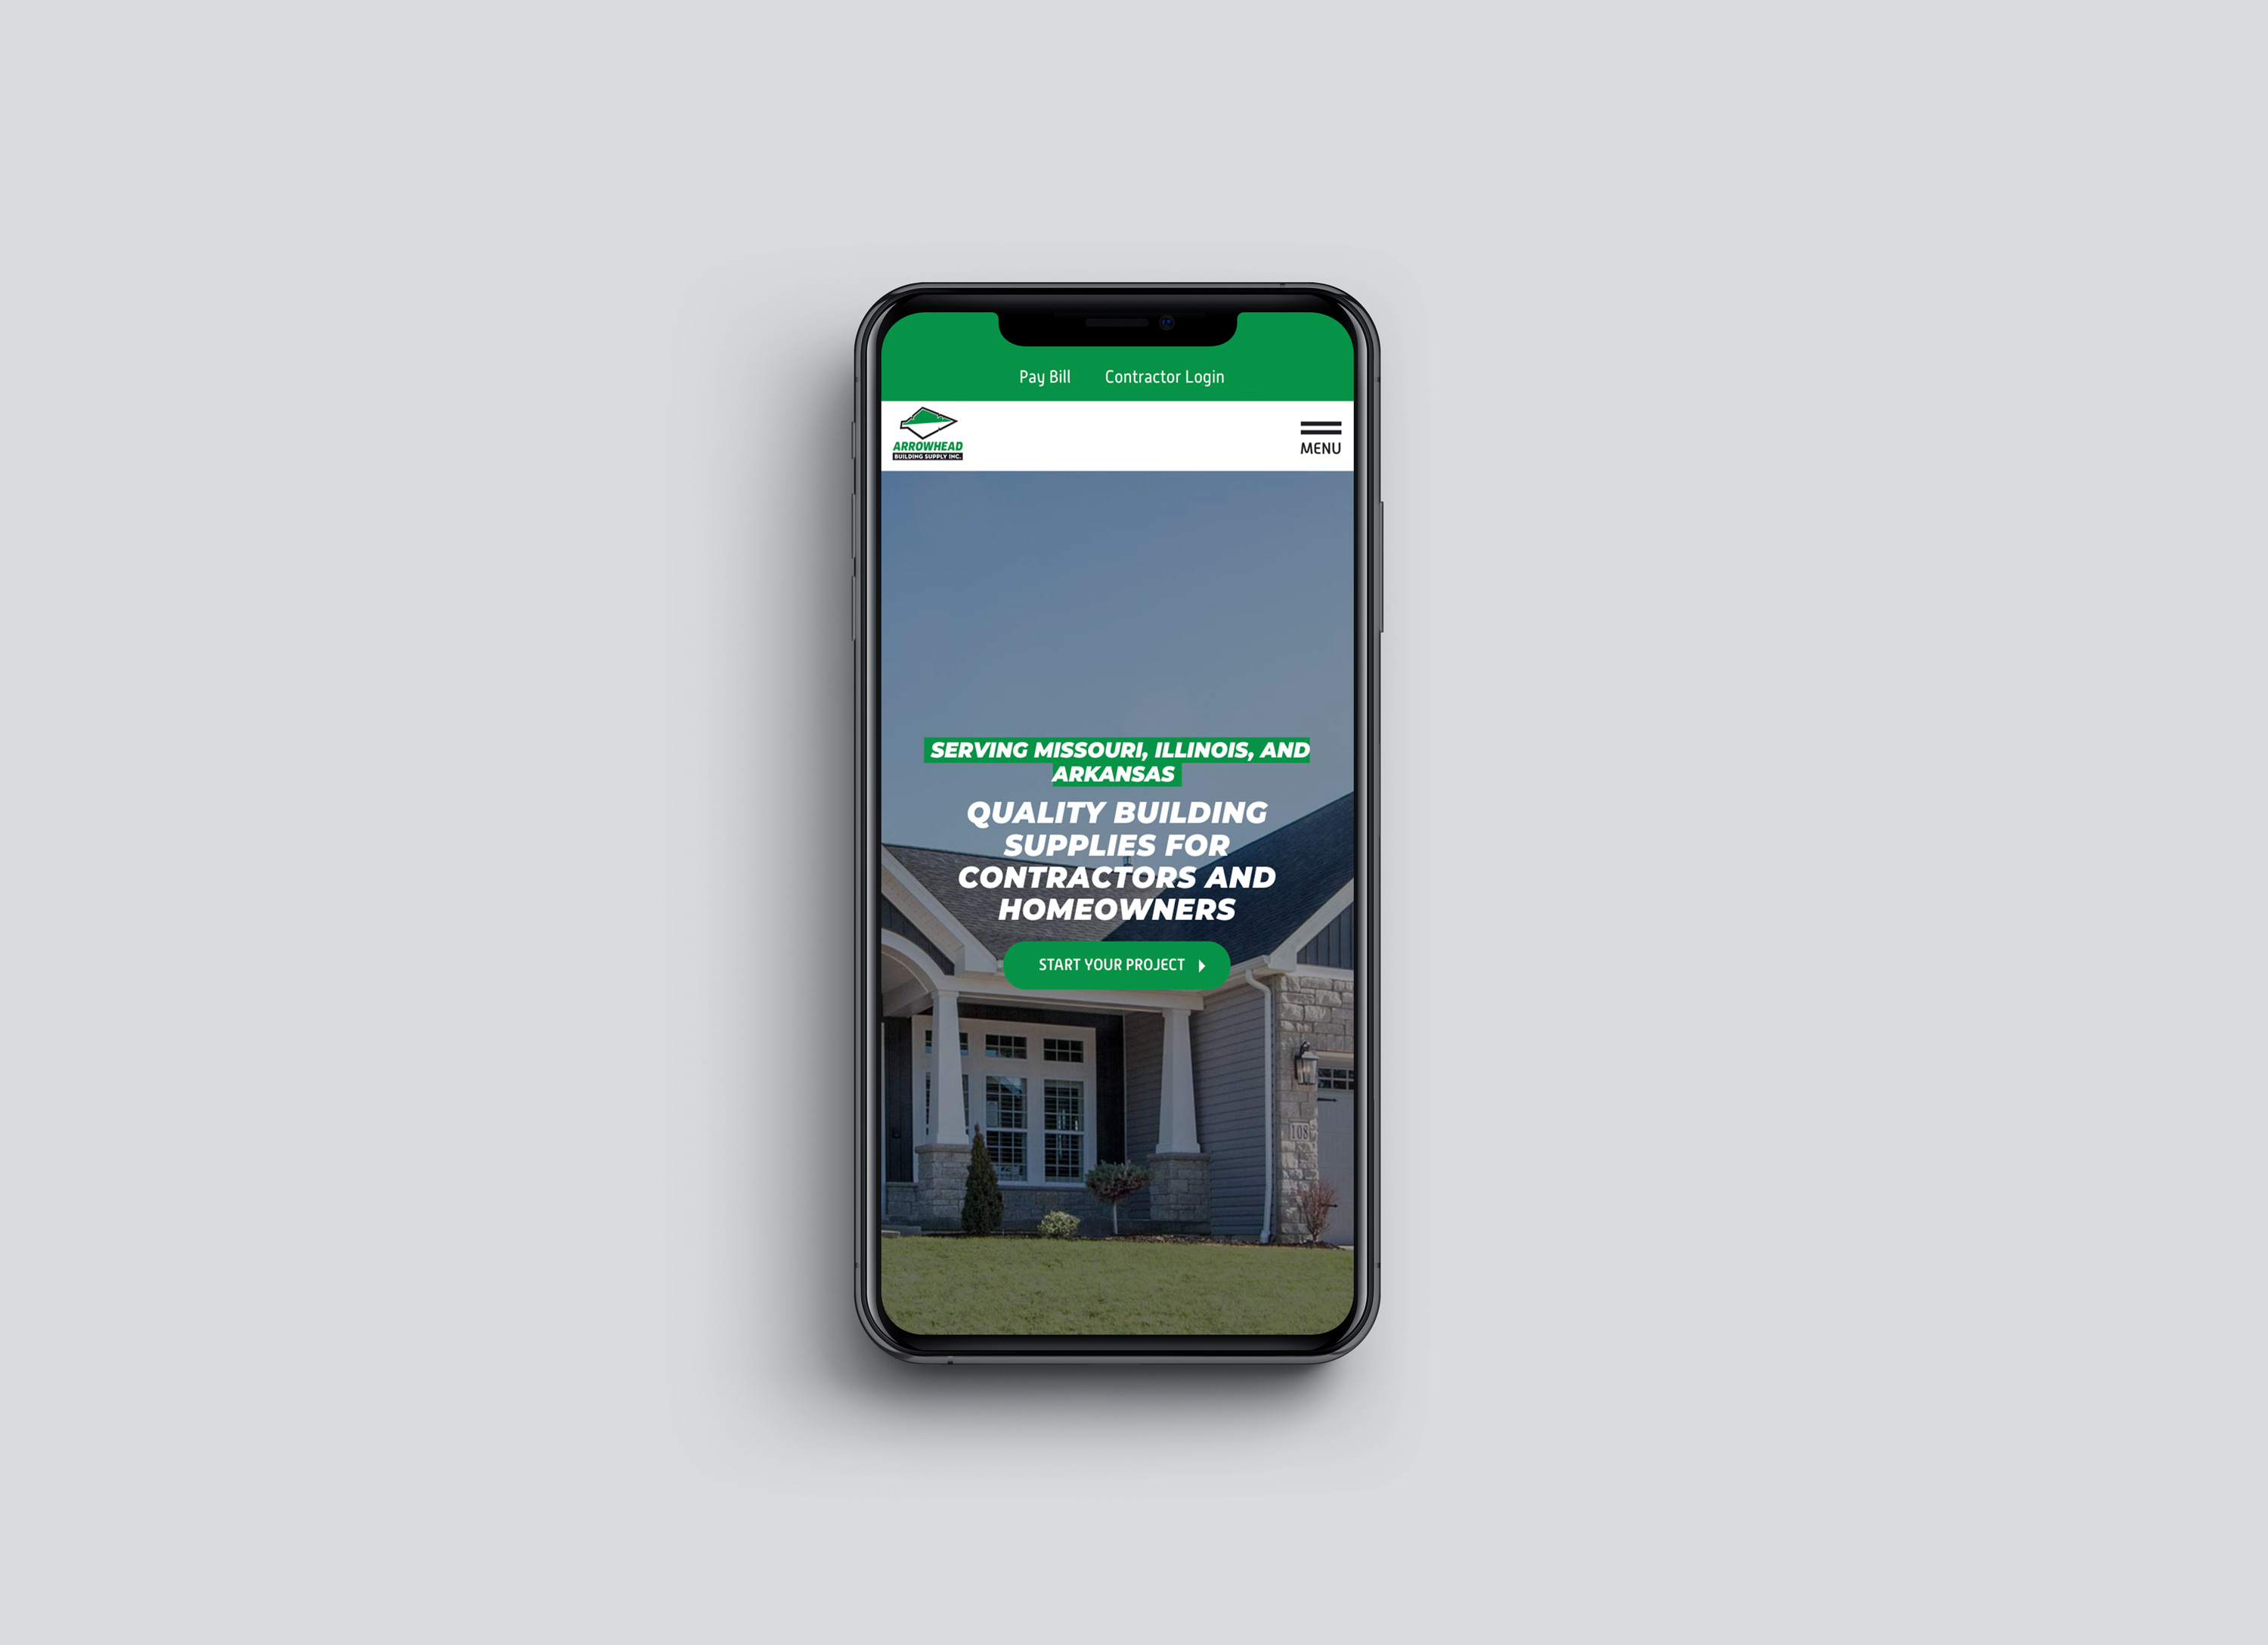 Pay Bill Contractor Login
ARROWHEAD
BUILDING SUPPLY INC.
MENU
SERVING MISSOURI, ILLINOIS, AND
ARKANSAS
QUALITY BUILDING
SUPPLIES FOR
CONTRACTORS AND
HOMEOWNERS
START YOUR PROJECT
108